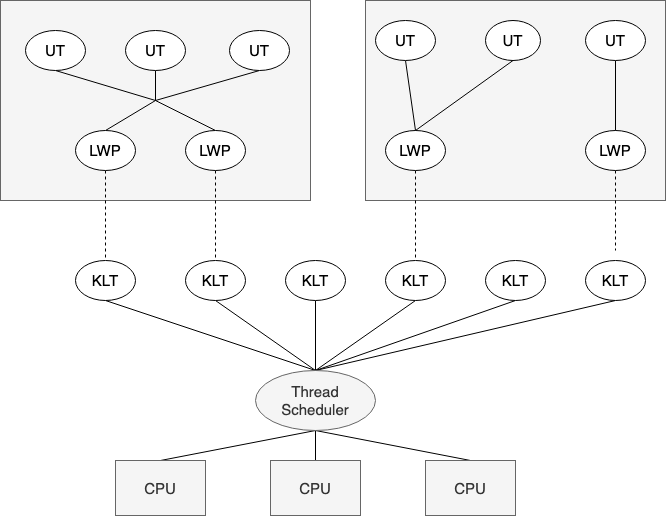 UT UT UT UT UT UT
LWP LWP LWP LWP
KLT KLT KLT KLT KLT KLT
Thread
Scheduler
CPU CPU CPU